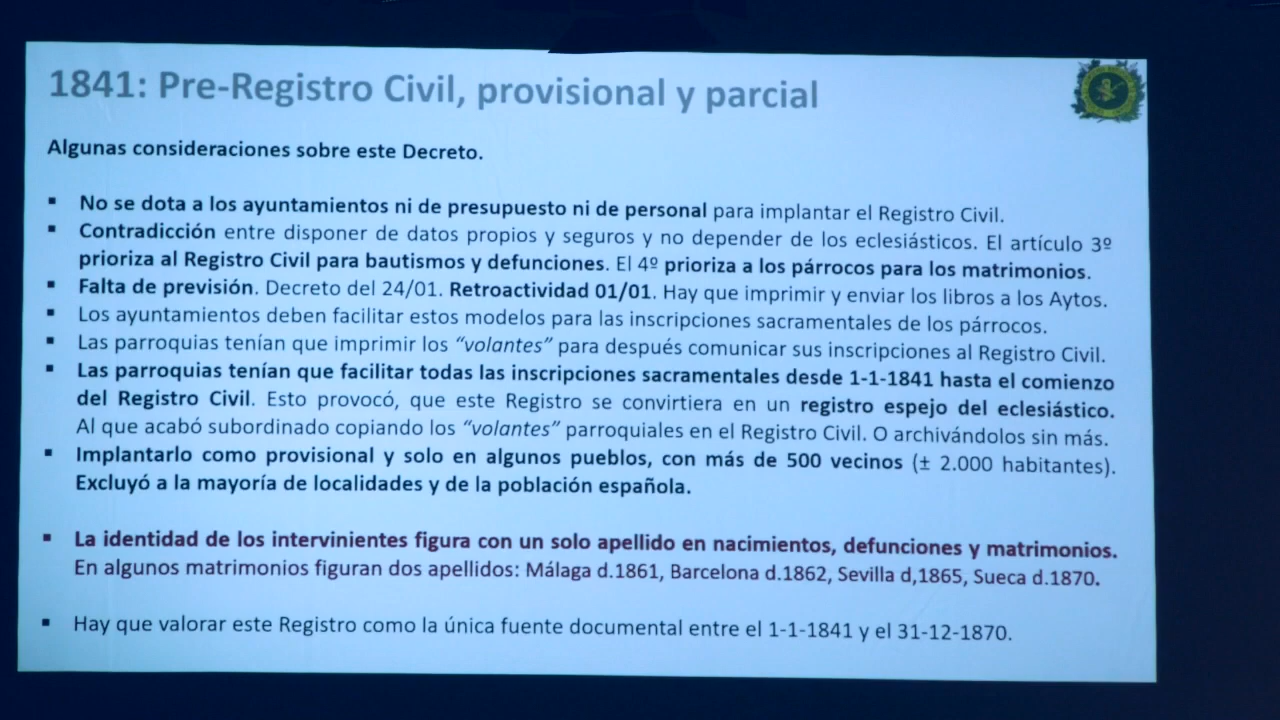 1841: Pre-Registro Civil, provisional y parcial
Algunas consideraciones sobre este Decreto.
▪ No se dota a los ayuntamientos ni de presupuesto ni de personal para implantar el Registro Civil.
▪ Contradicción entre disponer de datos propios y seguros y no depender de los eclesiásticos. El artículo 3º
prioriza al Registro Civil para bautismos y defunciones. El 4º prioriza a los párrocos para los matrimonios.
▪ Falta de previsión. Decreto del 24/01. Retroactividad 01/01. Hay que imprimir y enviar los libros a los Aytos.
▪ Los ayuntamientos deben facilitar estos modelos para las inscripciones sacramentales de los párrocos.
▪ Las parroquias tenían que imprimir los “volantes” para después comunicar sus inscripciones al Registro Civil.
▪ Las parroquias tenían que facilitar todas las inscripciones sacramentales desde 1-1-1841 hasta el comienzo
del Registro Civil. Esto provocó, que este Registro se convirtiera en un registro espejo del eclesiástico.
Al que acabó subordinado copiando los “volantes” parroquiales en el Registro Civil. O archivándolos sin más.
▪ Implantarlo como provisional y solo en algunos pueblos, con más de 500 vecinos (± 2.000 habitantes).
Excluyó a la mayoría de localidades y de la población española.
▪ La identidad de los intervinientes figura con un solo apellido en nacimientos, defunciones y matrimonios.
En algunos matrimonios figuran dos apellidos: Málaga d.1861, Barcelona d.1862, Sevilla d,1865, Sueca d.1870.
▪ Hay que valorar este Registro como la única fuente documental entre el 1-1-1841 y el 31-12-1870.